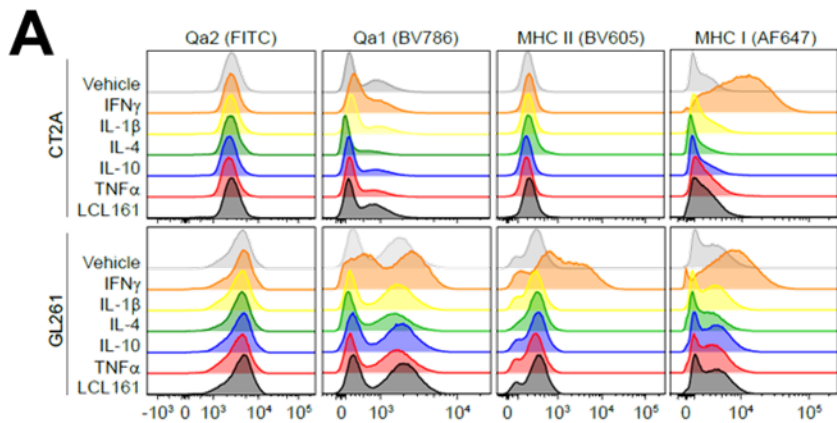 A
Qa2 (FITC) Qa1 (BV786) MHC II (BV605) MHC I (AF647)
CT2A
Vehicle
IFNγ
IL-1β
IL-4
IL-10
TNFα
LCL161
GL261
Vehicle
IFNγ
IL-1β
IL-4
IL-10
TNFα
LCL161
-10³ 0 10³ 10⁴ 10⁵ 0 10³ 10⁴ 0 10³ 10⁴ 10⁵ 0 10⁴ 10⁵